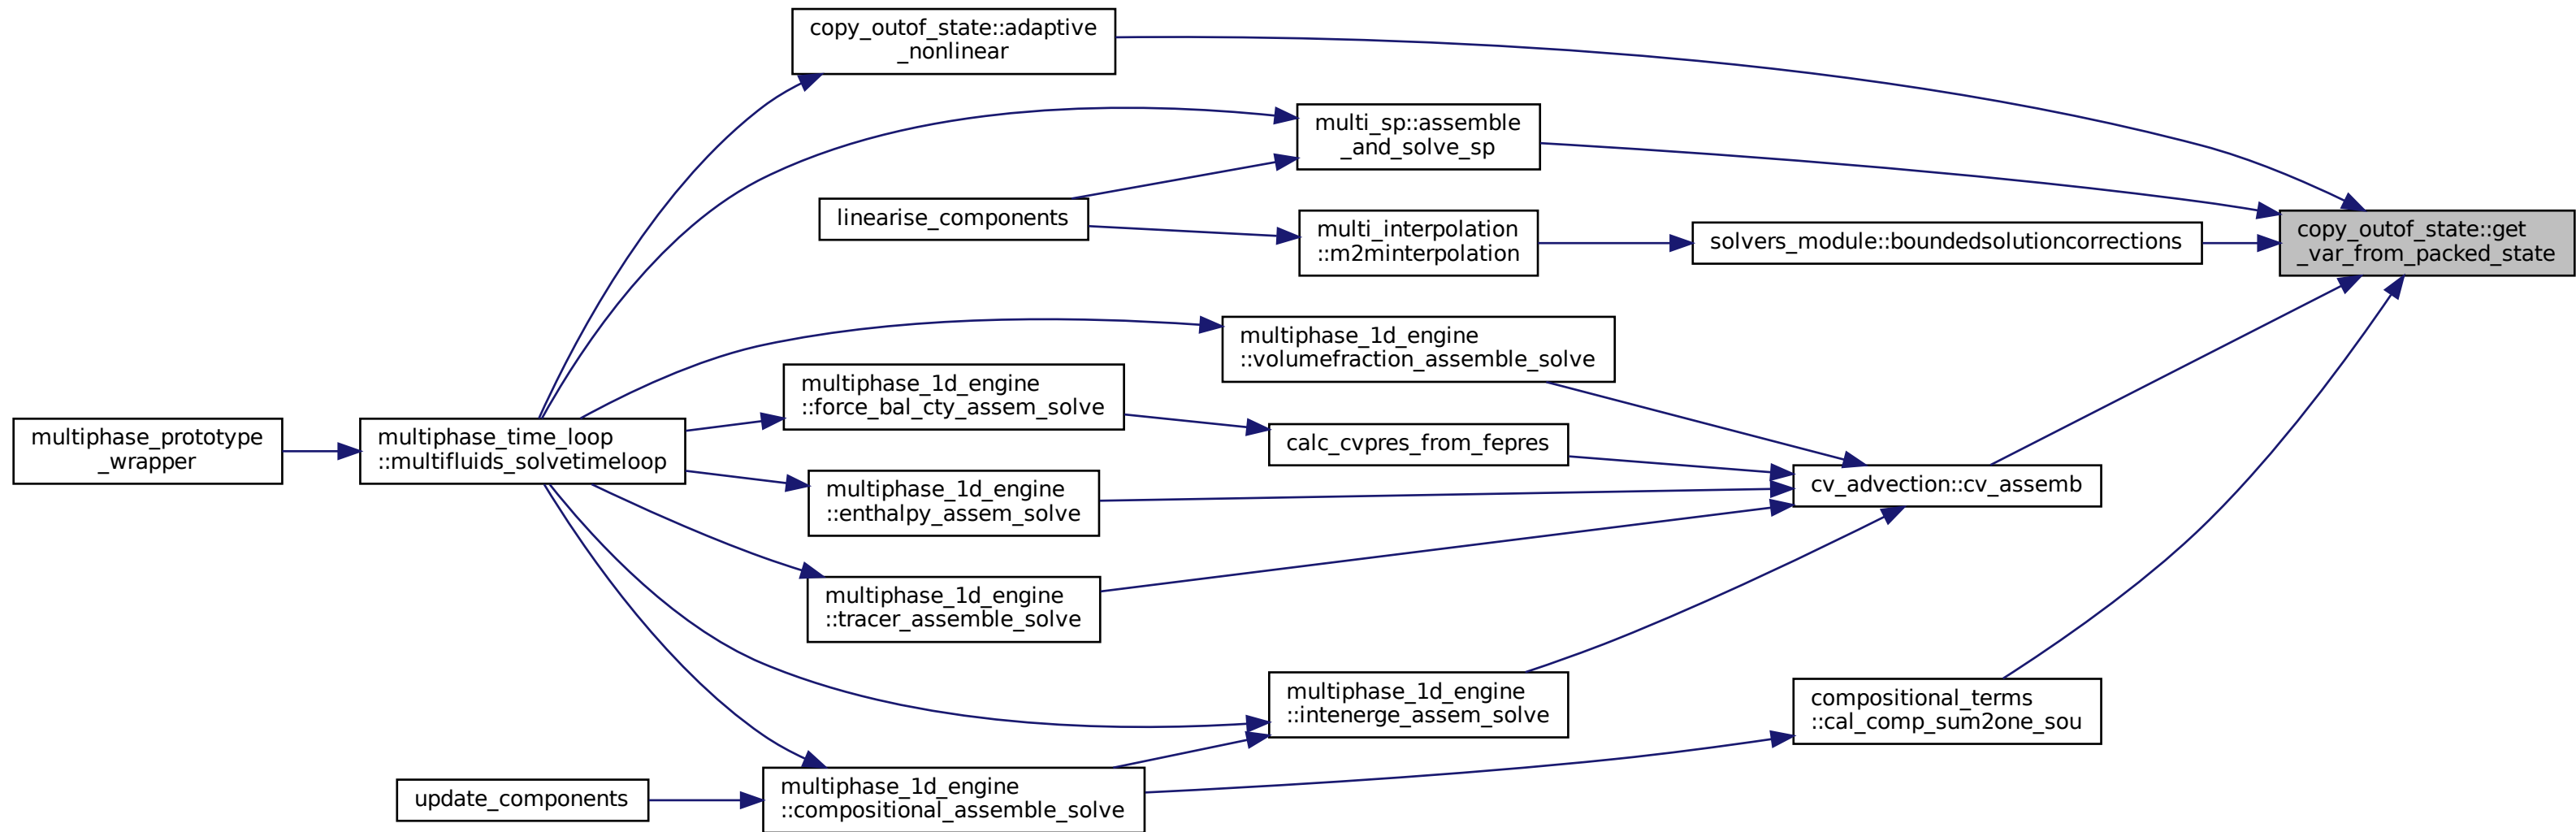 copy_outof_state::adaptive
_nonlinear
multi_sp::assemble
_and_solve_sp
linearise_components
multi_interpolation
::m2minterpolation
solvers_module::boundedsolutioncorrections
copy_outof_state::get
_var_from_packed_state
multiphase_1d_engine
::volumefraction_assemble_solve
multiphase_1d_engine
::force_bal_cty_assem_solve
multiphase_prototype
_wrapper
multiphase_time_loop
::multifluids_solvetimeloop
calc_cvpres_from_fepres
multiphase_1d_engine
::enthalpy_assem_solve
cv_advection::cv_assemb
multiphase_1d_engine
::tracer_assemble_solve
multiphase_1d_engine
::intenerge_assem_solve
compositional_terms
::cal_comp_sum2one_sou
update_components
multiphase_1d_engine
::compositional_assemble_solve